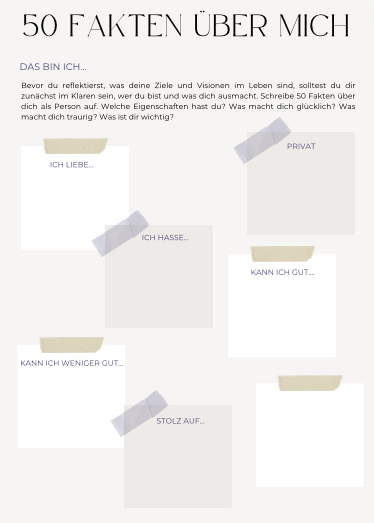 50 FAKTEN ÜBER MICH
DAS BIN ICH...
Bevor du reflektierst, was deine Ziele und Visionen im Leben sind, solltest du dir
zunächst im Klaren sein, wer du bist und was dich ausmacht. Schreibe 50 Fakten über
dich als Person auf. Welche Eigenschaften hast du? Was macht dich glücklich? Was
macht dich traurig? Was ist dir wichtig?
PRIVAT
ICH LIEBE...
ICH HASSE...
KANN ICH GUT....
KANN ICH WENIGER GUT...
STOLZ AUF...